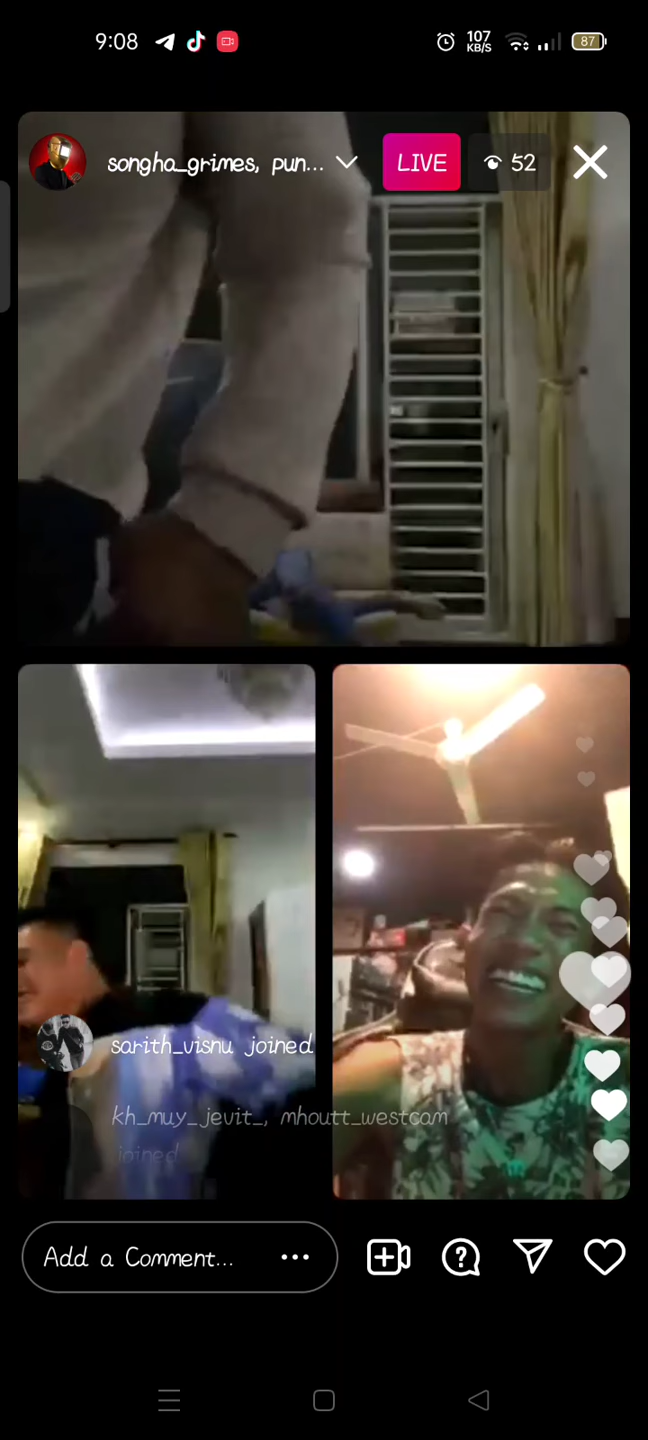 9:08
107
KB/S
87
songha_grimes, pun...
LIVE
52
sarith_visnu joined
kh_muy_jevit_, mhoutt_westcam
joined
Add a Comment...